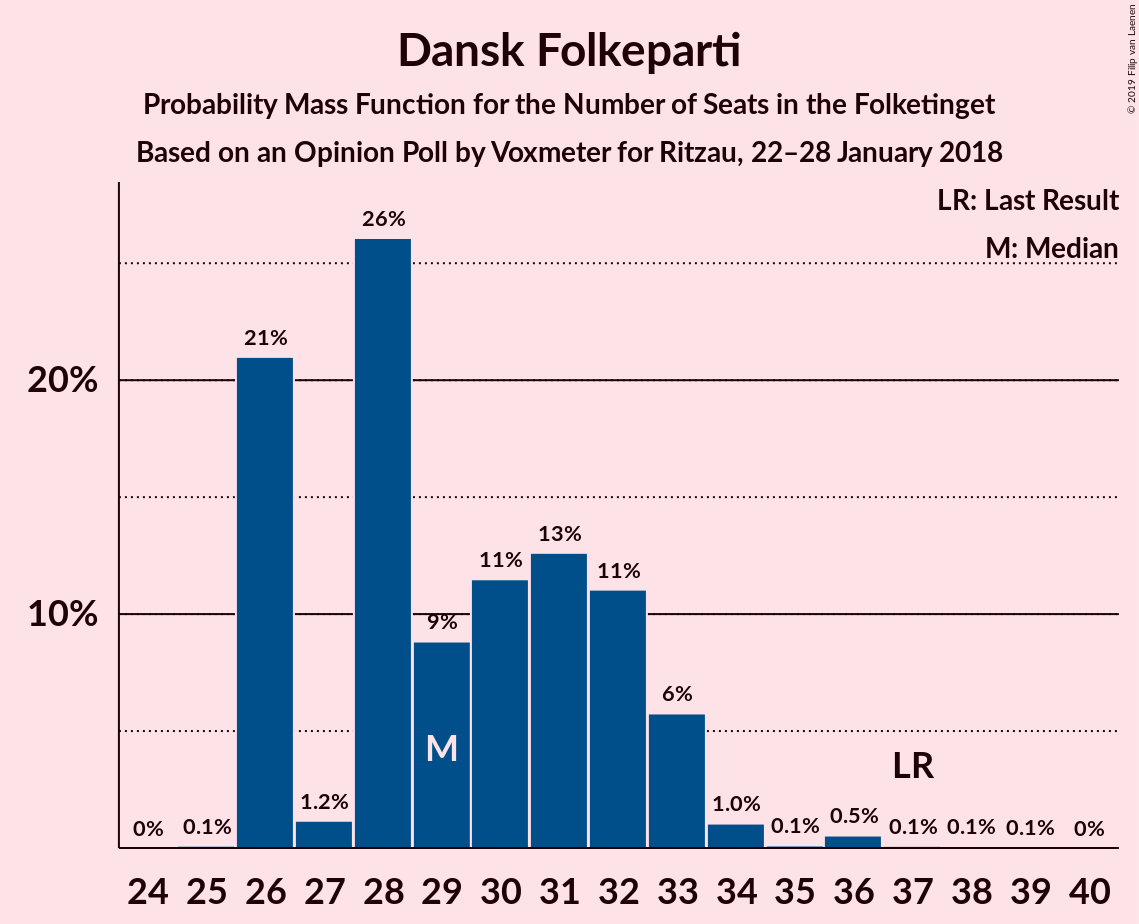 Dansk Folkeparti
Probability Mass Function for the Number of Seats in the Folketinget
Based on an Opinion Poll by Voxmeter for Ritzau, 22–28 January 2018
© 2019 Filip van Laenen
LR: Last Result
M: Median
20%
10%
0%
0.1%
21%
1.2%
26%
9%
11%
13%
11%
6%
1.0%
0.1%
0.5%
0.1%
0.1%
0.1%
0%
M
LR
24 25 26 27 28 29 30 31 32 33 34 35 36 37 38 39 40